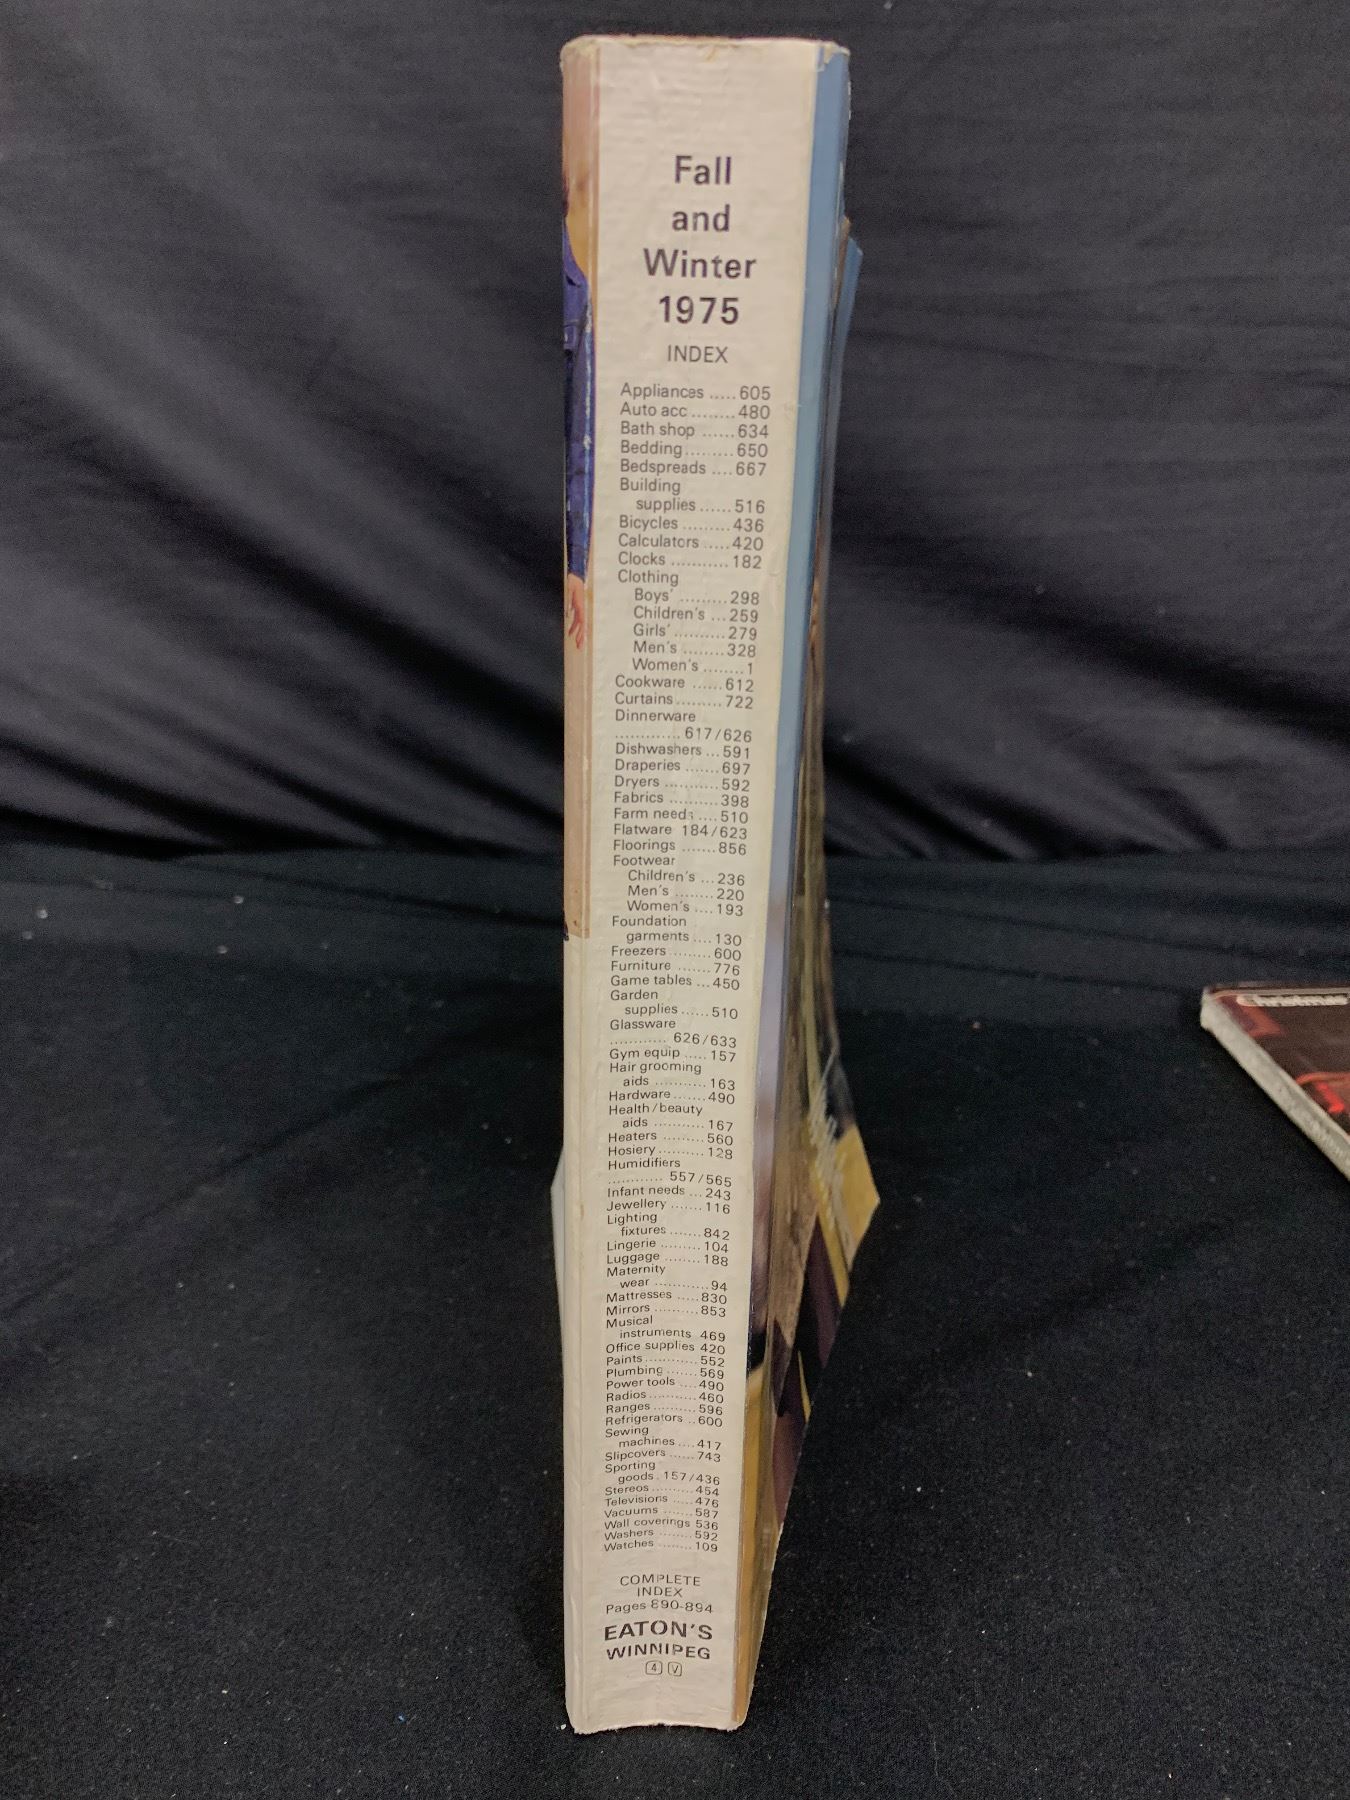 Fall
and
Winter
1975
INDEX
Appliances .....605
Auto acc ........480
Bath shop ......634
Bedding.........650
Bedspreads ....667
Building
supplies ......516
Bicycles .........436
Calculators .....420
Clocks ...........182
Clothing
Boys' .........298
Children's ...259
Girls' ..........279
Men's ........328
Women's ........1
Cookware ......612
Curtains.........722
Dinnerware
.............617/626
Dishwashers ...591
Draperies .......697
Dryers ...........592
Fabrics ..........398
Farm needs ....510
Flatware 184/623
Floorings .......856
Footwear
Children's ...236
Men's ........220
Women's ....193
Foundation
garments ....130
Freezers.........600
Furniture .......776
Game tables ...450
Garden
supplies ......510
Glassware
............ 626/633
Gym equip .....157
Hair grooming
aids ...........163
Hardware.......490
Health/beauty
aids ...........167
Heaters .........560
Hosiery..........128
Humidifiers
............ 557/565
Infant needs ...243
Jewellery .......116
Lighting
fixtures .......842
Lingerie .........104
Luggage ........188
Maternity
wear ............94
Mattresses .....830
Mirrors ..........853
Musical
instruments 469
Office supplies 420
Paints............552
Plumbing .......569
Power tools ....490
Radios...........460
Ranges..........596
Refrigerators ..600
Sewing
machines ....417
Slipcovers ......743
Sporting
goods . 157/436
Stereos..........454
Televisions .....476
Vacuums .......587
Wall coverings 536
Washers ........592
Watches ........109
COMPLETE
INDEX
Pages 890-894
EATON'S
WINNIPEG
4 V
Christmas